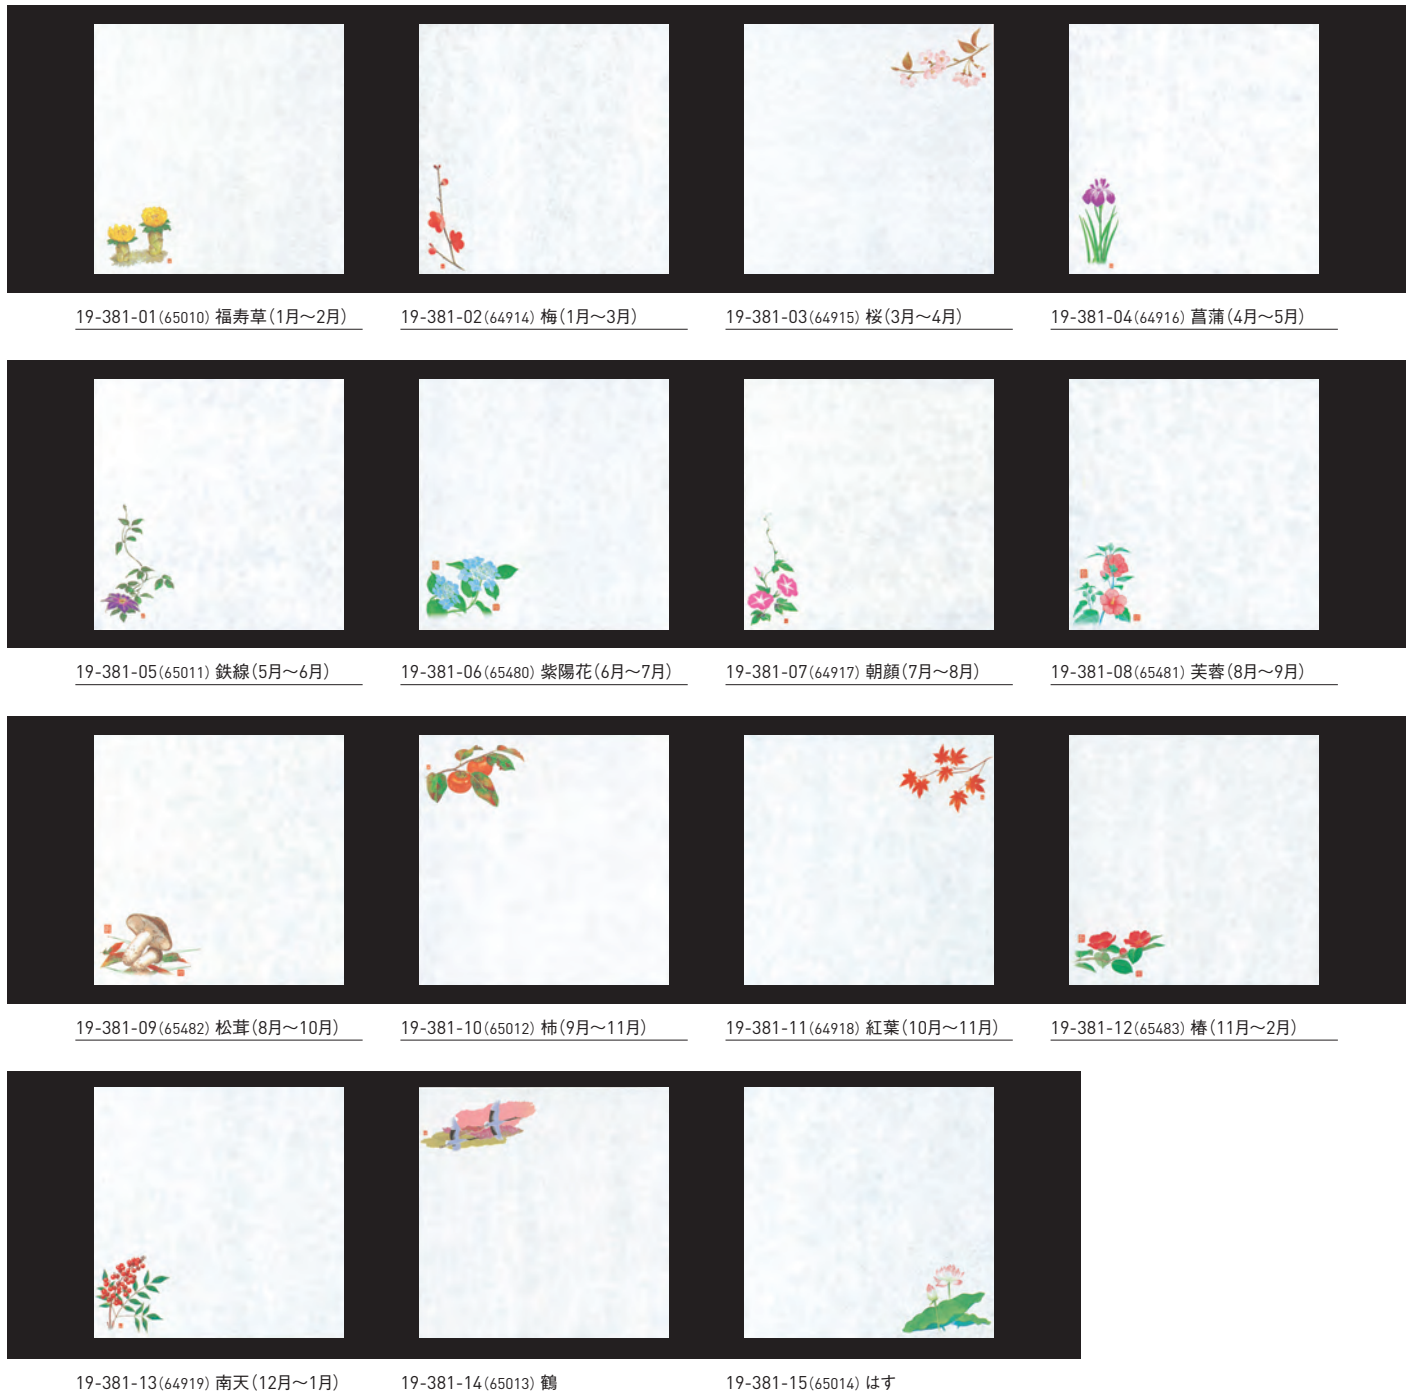 19-381-01(65010) 福寿草(1月〜2月)
19-381-02(64914) 梅(1月〜3月)
19-381-03(64915) 桜(3月〜4月)
19-381-04(64916) 菖蒲(4月〜5月)
19-381-05(65011) 鉄線(5月〜6月)
19-381-06(65480) 紫陽花(6月〜7月)
19-381-07(64917) 朝顔(7月〜8月)
19-381-08(65481) 芙蓉(8月〜9月)
19-381-09(65482) 松茸(8月〜10月)
19-381-10(65012) 柿(9月〜11月)
19-381-11(64918) 紅葉(10月〜11月)
19-381-12(65483) 椿(11月〜2月)
19-381-13(64919) 南天(12月〜1月)
19-381-14(65013) 鶴
19-381-15(65014) はす